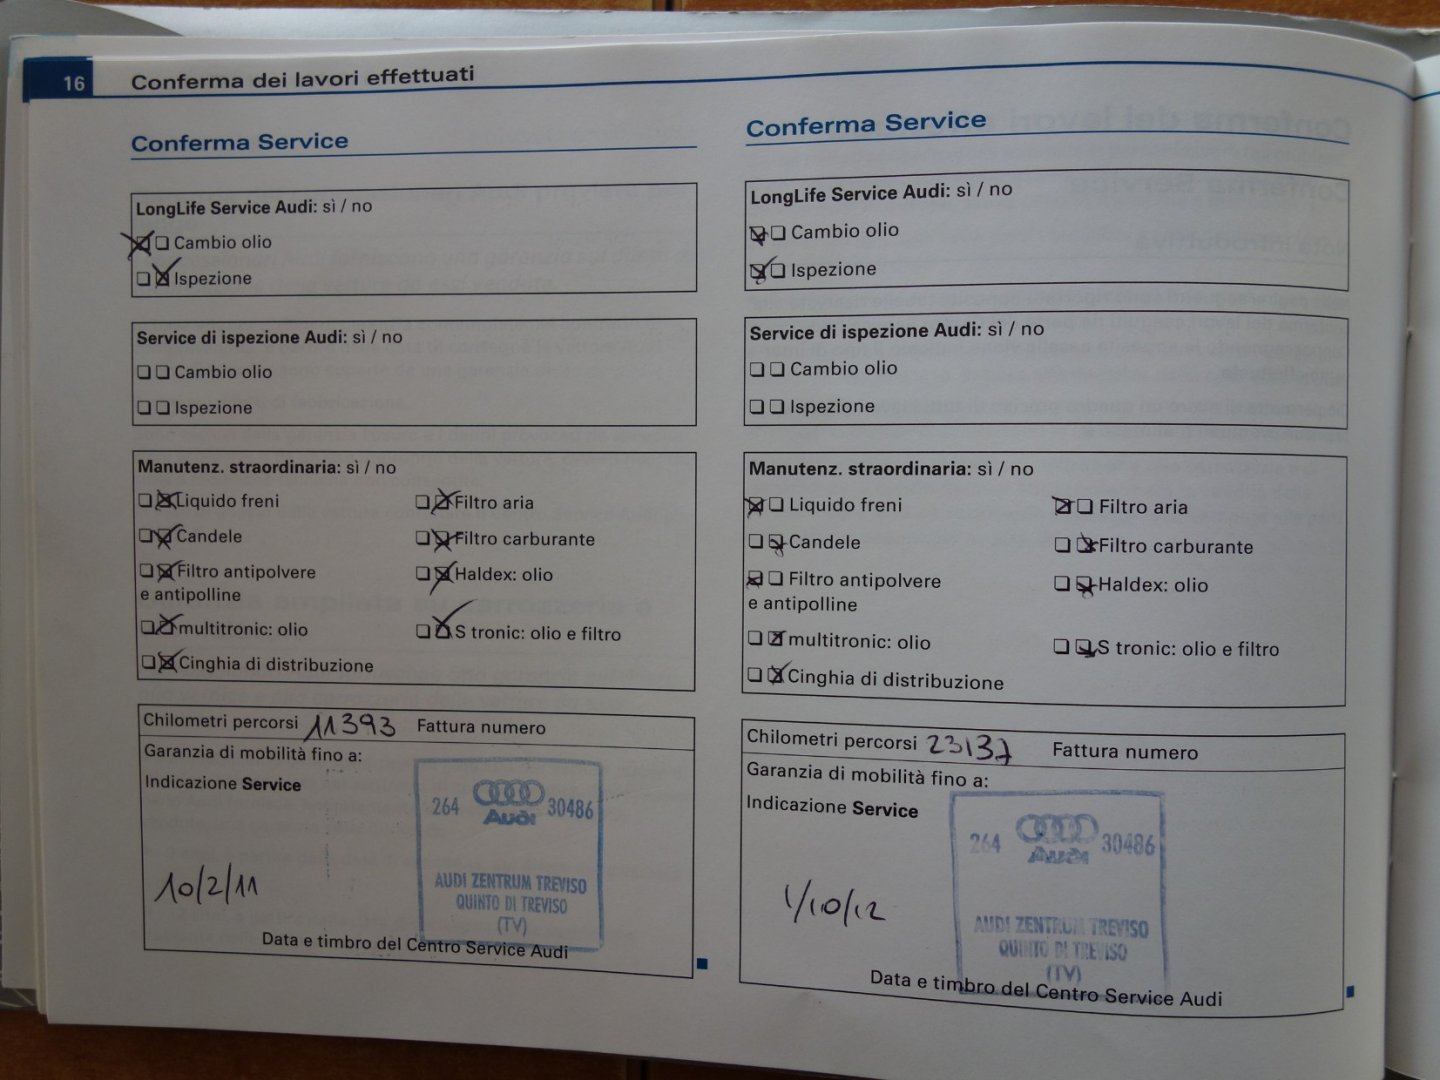 16 Conferma dei lavori effettuati
Conferma Service
LongLife Service Audi: sì / no
Cambio olio
Ispezione
Service di ispezione Audi: sì / no
Cambio olio
Ispezione
Manutenz. straordinaria: sì / no
Liquido freni Filtro aria
Candele Filtro carburante
Filtro antipolvere Haldex: olio
e antipolline
multitronic: olio S tronic: olio e filtro
Cinghia di distribuzione
Chilometri percorsi 11393 Fattura numero
Garanzia di mobilità fino a:
Indicazione Service
264 Audi 30486
10/2/11
AUDI ZENTRUM TREVISO
QUINTO DI TREVISO
(TV)
Data e timbro del Centro Service Audi
Conferma Service
LongLife Service Audi: sì / no
Cambio olio
Ispezione
Service di ispezione Audi: sì / no
Cambio olio
Ispezione
Manutenz. straordinaria: sì / no
Liquido freni Filtro aria
Candele Filtro carburante
Filtro antipolvere Haldex: olio
e antipolline
multitronic: olio S tronic: olio e filtro
Cinghia di distribuzione
Chilometri percorsi 23137 Fattura numero
Garanzia di mobilità fino a:
Indicazione Service
264 Audi 30486
1/10/12
AUDI ZENTRUM TREVISO
QUINTO DI TREVISO
(TV)
Data e timbro del Centro Service Audi